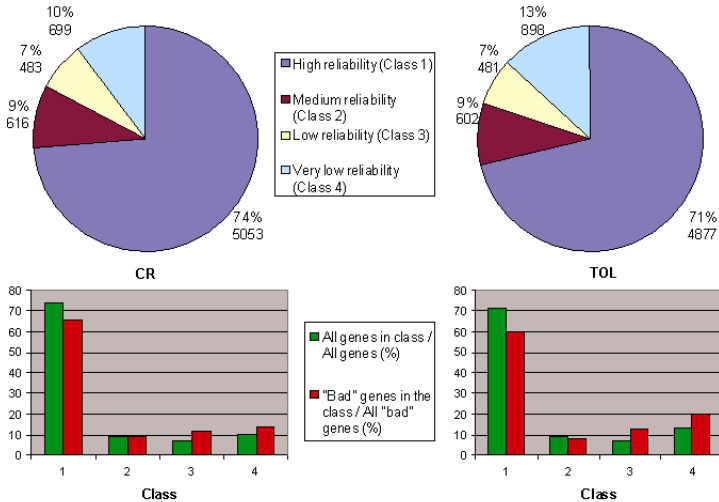 10%
699
7%
483
9%
616
74%
5053
CR
High reliability (Class 1)
Medium reliability
(Class 2)
Low reliability (Class 3)
Very low reliability
(Class 4)
13%
898
7%
481
9%
602
71%
4877
TOL
80
70
60
50
40
30
20
10
0
1 2 3 4
Class
All genes in class /
All genes (%)
"Bad" genes in the
class / All "bad"
genes (%)
80
70
60
50
40
30
20
10
0
1 2 3 4
Class